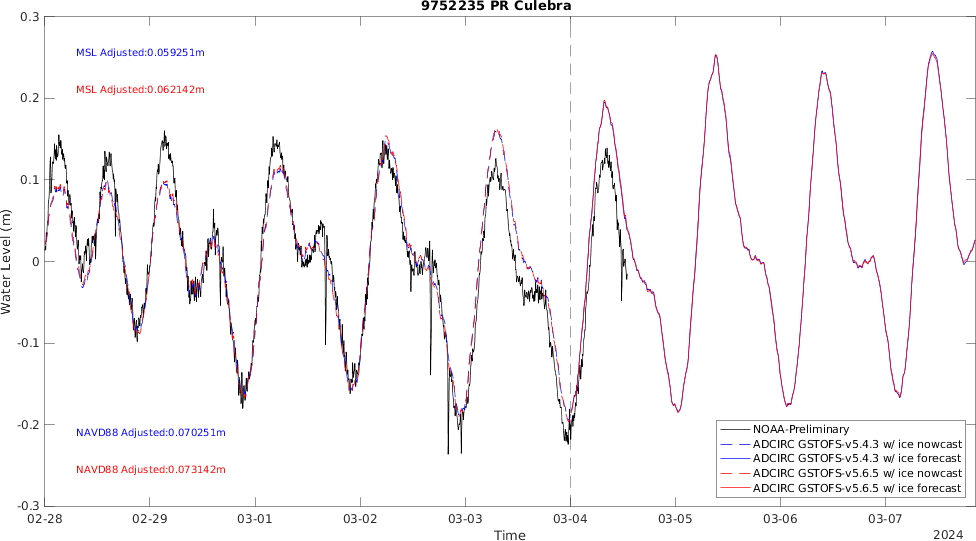 9752235 PR Culebra
0.3
0.2
0.1
0
-0.1
-0.2
-0.3
Water Level (m)
MSL Adjusted:0.059251m
MSL Adjusted:0.062142m
NAVD88 Adjusted:0.070251m
NAVD88 Adjusted:0.073142m
NOAA-Preliminary
ADCIRC GSTOFS-v5.4.3 w/ ice nowcast
ADCIRC GSTOFS-v5.4.3 w/ ice forecast
ADCIRC GSTOFS-v5.6.5 w/ ice nowcast
ADCIRC GSTOFS-v5.6.5 w/ ice forecast
02-28 02-29 03-01 03-02 03-03 03-04 03-05 03-06 03-07
Time
2024